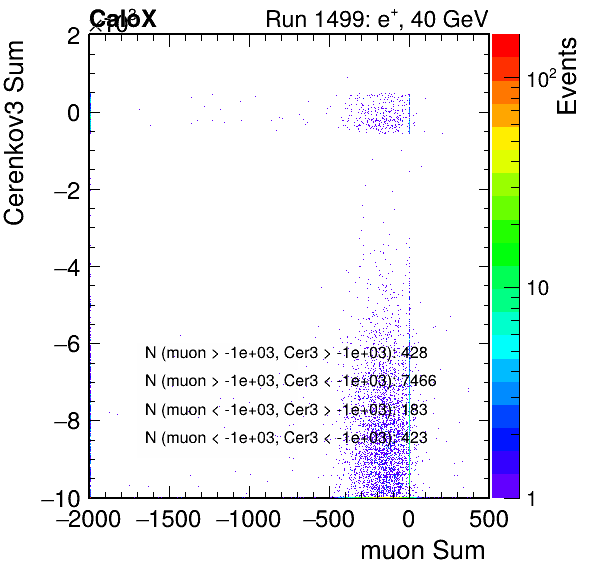 ×10³
CaloX
Run 1499: e⁺, 40 GeV
Cerenkov3 Sum
2
0
−2
−4
−6
−8
−10
N (muon > -1e+03, Cer3 > -1e+03): 428
N (muon > -1e+03, Cer3 < -1e+03): 7466
N (muon < -1e+03, Cer3 > -1e+03): 183
N (muon < -1e+03, Cer3 < -1e+03): 423
−2000 −1500 −1000 −500 0 500
muon Sum
Events
10²
10
1